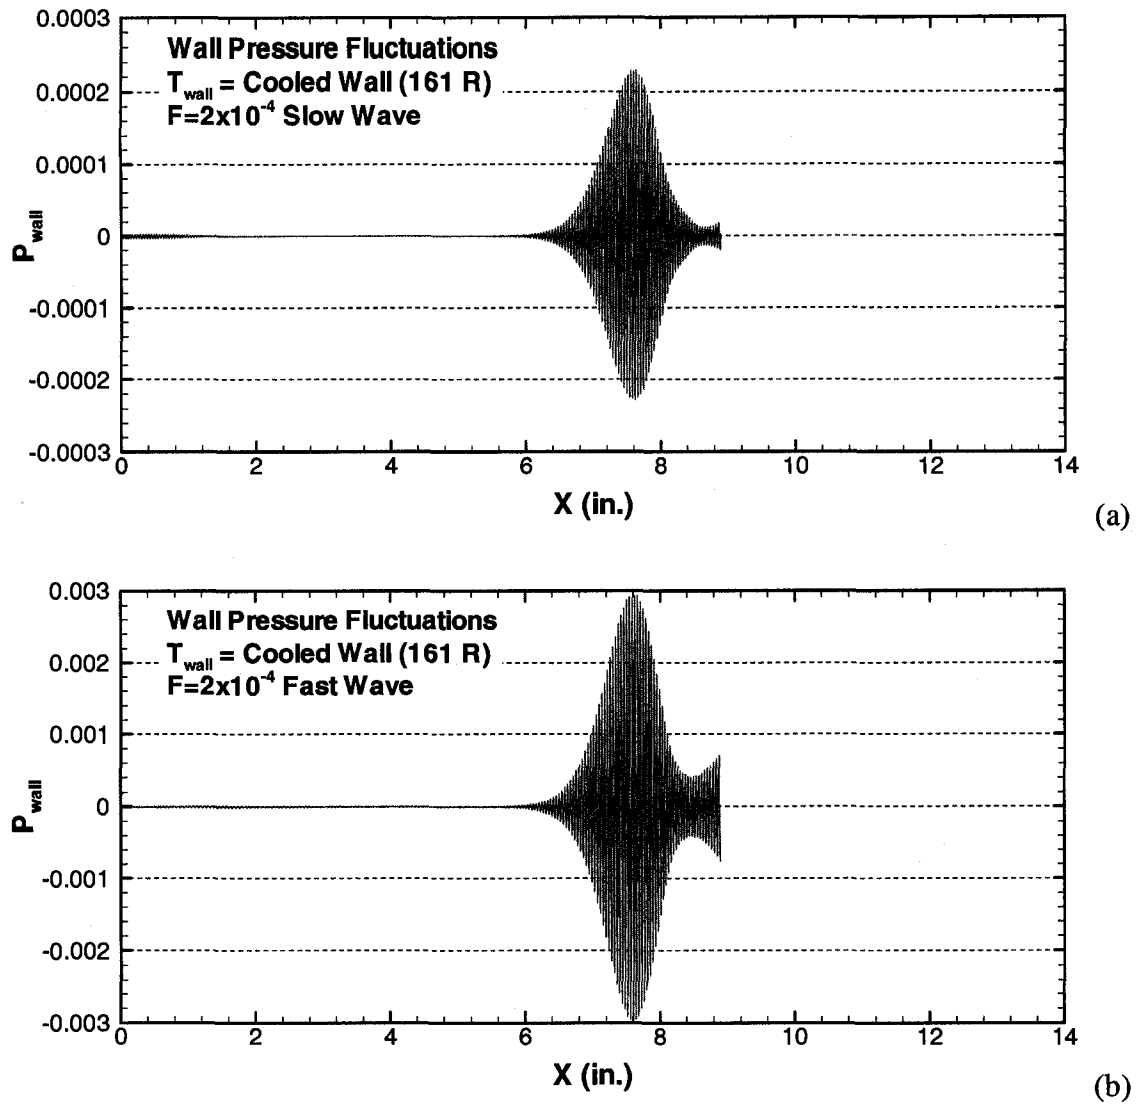 0.0003
Wall Pressure Fluctuations
T_wall = Cooled Wall (161 R)
F=2x10^-4 Slow Wave
0.0002
0.0001
0
-0.0001
-0.0002
-0.0003
P_wall
0 2 4 6 8 10 12 14
X (in.)
(a)
0.003
Wall Pressure Fluctuations
T_wall = Cooled Wall (161 R)
F=2x10^-4 Fast Wave
0.002
0.001
0
-0.001
-0.002
-0.003
P_wall
0 2 4 6 8 10 12 14
X (in.)
(b)